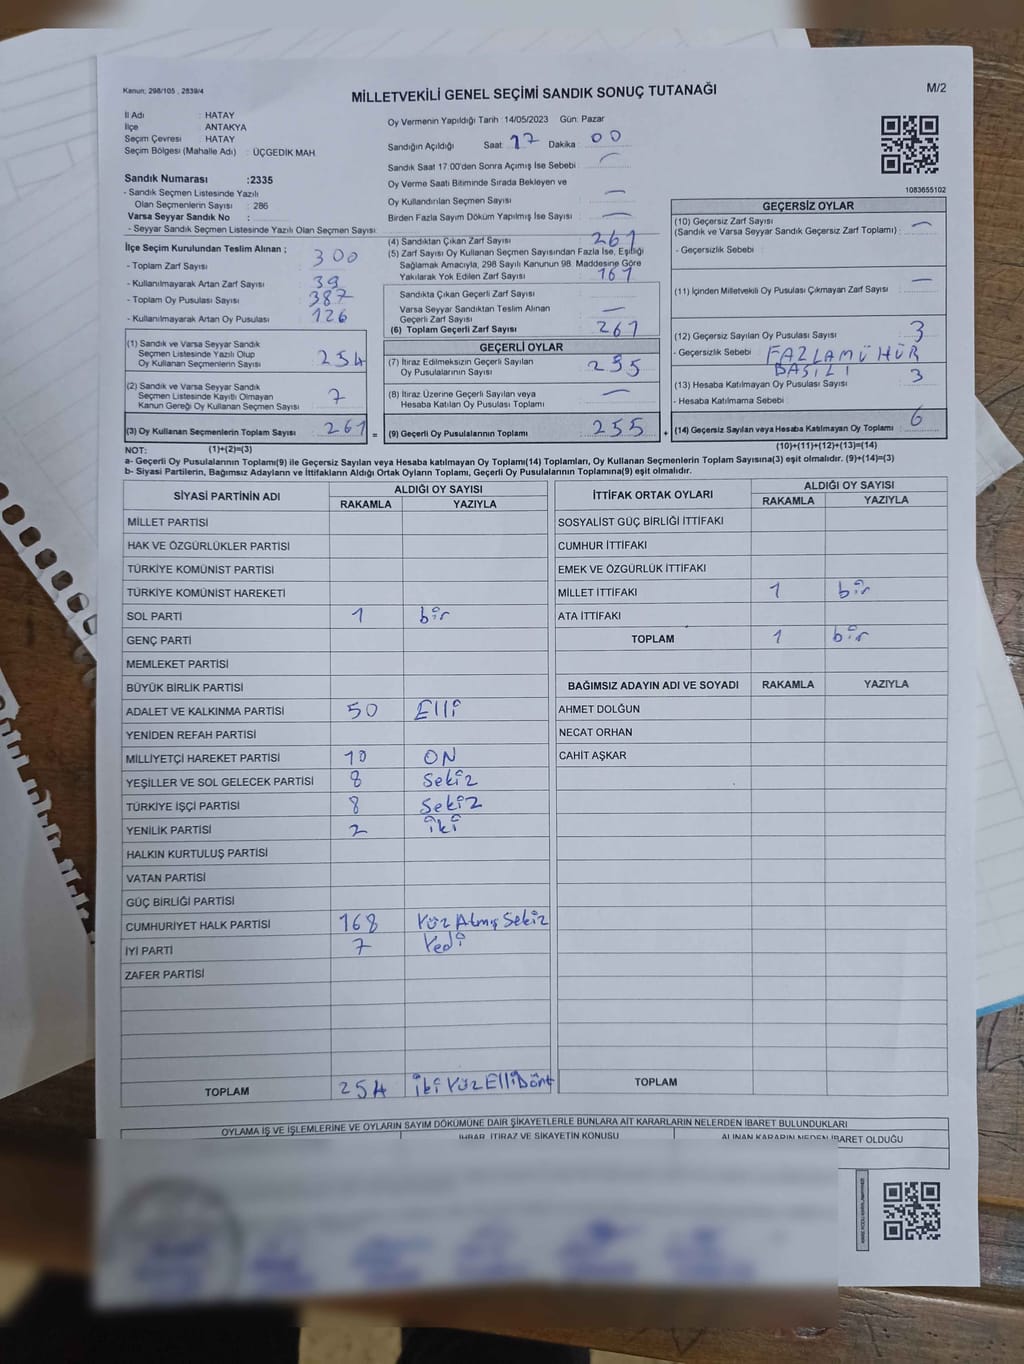 Kanun: 298/105 , 2839/4
MİLLETVEKİLİ GENEL SEÇİMİ SANDIK SONUÇ TUTANAĞI
M/2
İl Adı : HATAY
İlçe : ANTAKYA
Seçim Çevresi : HATAY
Seçim Bölgesi (Mahalle Adı) : ÜÇGEDİK MAH
Oy Vermenin Yapıldığı Tarih : 14/05/2023 Gün: Pazar
Sandığın Açıldığı Saat : 17 Dakika : 00
Sandık Saat 17:00'den Sonra Açımış İse Sebebi : —
Oy Verme Saati Bitiminde Sırada Bekleyen ve
Oy Kullandırılan Seçmen Sayısı : —
Birden Fazla Sayım Döküm Yapılmış İse Sayısı : —
1083655102
Sandık Numarası :2335
- Sandık Seçmen Listesinde Yazılı
Olan Seçmenlerin Sayısı : 286
Varsa Seyyar Sandık No :
- Seyyar Sandık Seçmen Listesinde Yazılı Olan Seçmen Sayısı:
İlçe Seçim Kurulundan Teslim Alınan ;
- Toplam Zarf Sayısı : 300
- Kullanılmayarak Artan Zarf Sayısı : 39
- Toplam Oy Pusulası Sayısı : 387
- Kullanılmayarak Artan Oy Pusulası : 126
(1) Sandık ve Varsa Seyyar Sandık
Seçmen Listesinde Yazılı Olup
Oy Kullanan Seçmenlerin Sayısı : 254
(2) Sandık ve Varsa Seyyar Sandık
Seçmen Listesinde Kayıtlı Olmayan
Kanun Gereği Oy Kullanan Seçmen Sayısı : 7
(3) Oy Kullanan Seçmenlerin Toplam Sayısı : 261 =
(1)+(2)=(3)
(4) Sandıktan Çıkan Zarf Sayısı : 261
(5) Zarf Sayısı Oy Kullanan Seçmen Sayısından Fazla İse, Eşitliği
Sağlamak Amacıyla, 298 Sayılı Kanunun 98. Maddesine Göre
Yakılarak Yok Edilen Zarf Sayısı : 161
Sandıkta Çıkan Geçerli Zarf Sayısı :
Varsa Seyyar Sandıktan Teslim Alınan
Geçerli Zarf Sayısı : —
(6) Toplam Geçerli Zarf Sayısı : 261
GEÇERLİ OYLAR
(7) İtiraz Edilmeksizin Geçerli Sayılan
Oy Pusulalarının Sayısı : 255
(8) İtiraz Üzerine Geçerli Sayılan veya
Hesaba Katılan Oy Pusulası Toplamı : —
(9) Geçerli Oy Pusulalarının Toplamı : 255 +
GEÇERSİZ OYLAR
(10) Geçersiz Zarf Sayısı
(Sandık ve Varsa Seyyar Sandık Geçersiz Zarf Toplamı) : —
- Geçersizlik Sebebi :
(11) İçinden Milletvekili Oy Pusulası Çıkmayan Zarf Sayısı : —
(12) Geçersiz Sayılan Oy Pusulası Sayısı : 3
- Geçersizlik Sebebi : FAZLA MÜHÜR
BASILI
(13) Hesaba Katılmayan Oy Pusulası Sayısı : 3
- Hesaba Katılmama Sebebi :
(14) Geçersiz Sayılan veya Hesaba Katılmayan Oy Toplamı : 6
(10)+(11)+(12)+(13)=(14)
NOT:
a- Geçerli Oy Pusulalarının Toplamı(9) ile Geçersiz Sayılan veya Hesaba katılmayan Oy Toplamı(14) Toplamları, Oy Kullanan Seçmenlerin Toplam Sayısına(3) eşit olmalıdır. (9)+(14)=(3)
b- Siyasi Partilerin, Bağımsız Adayların ve İttifakların Aldığı Ortak Oyların Toplamı, Geçerli Oy Pusulalarının Toplamına(9) eşit olmalıdır.
SİYASİ PARTİNİN ADI ALDIĞI OY SAYISI
RAKAMLA YAZIYLA
MİLLET PARTİSİ
HAK VE ÖZGÜRLÜKLER PARTİSİ
TÜRKİYE KOMÜNİST PARTİSİ
TÜRKİYE KOMÜNİST HAREKETİ
SOL PARTİ 1 bir
GENÇ PARTİ
MEMLEKET PARTİSİ
BÜYÜK BİRLİK PARTİSİ
ADALET VE KALKINMA PARTİSİ 50 Elli
YENİDEN REFAH PARTİSİ
MİLLİYETÇİ HAREKET PARTİSİ 10 ON
YEŞİLLER VE SOL GELECEK PARTİSİ 8 Sekiz
TÜRKİYE İŞÇİ PARTİSİ 8 Sekiz
YENİLİK PARTİSİ 2 iki
HALKIN KURTULUŞ PARTİSİ
VATAN PARTİSİ
GÜÇ BİRLİĞİ PARTİSİ
CUMHURİYET HALK PARTİSİ 168 Yüz Atmış Sekiz
İYİ PARTİ 7 Yedi
ZAFER PARTİSİ
TOPLAM 254 İki Yüz Elli Dört
İTTİFAK ORTAK OYLARI ALDIĞI OY SAYISI
RAKAMLA YAZIYLA
SOSYALİST GÜÇ BİRLİĞİ İTTİFAKI
CUMHUR İTTİFAKI
EMEK VE ÖZGÜRLÜK İTTİFAKI
MİLLET İTTİFAKI 1 bir
ATA İTTİFAKI
TOPLAM 1 bir
BAĞIMSIZ ADAYIN ADI VE SOYADI RAKAMLA YAZIYLA
AHMET DOLĞUN
NECAT ORHAN
CAHİT AŞKAR
TOPLAM
OYLAMA İŞ VE İŞLEMLERİNE VE OYLARIN SAYIM DÖKÜMÜNE DAİR ŞİKAYETLERLE BUNLARA AİT KARARLARIN NELERDEN İBARET BULUNDUKLARI
İHBAR, İTİRAZ VE ŞİKAYETİN KONUSU
ALINAN KARARIN NEDEN İBARET OLDUĞU